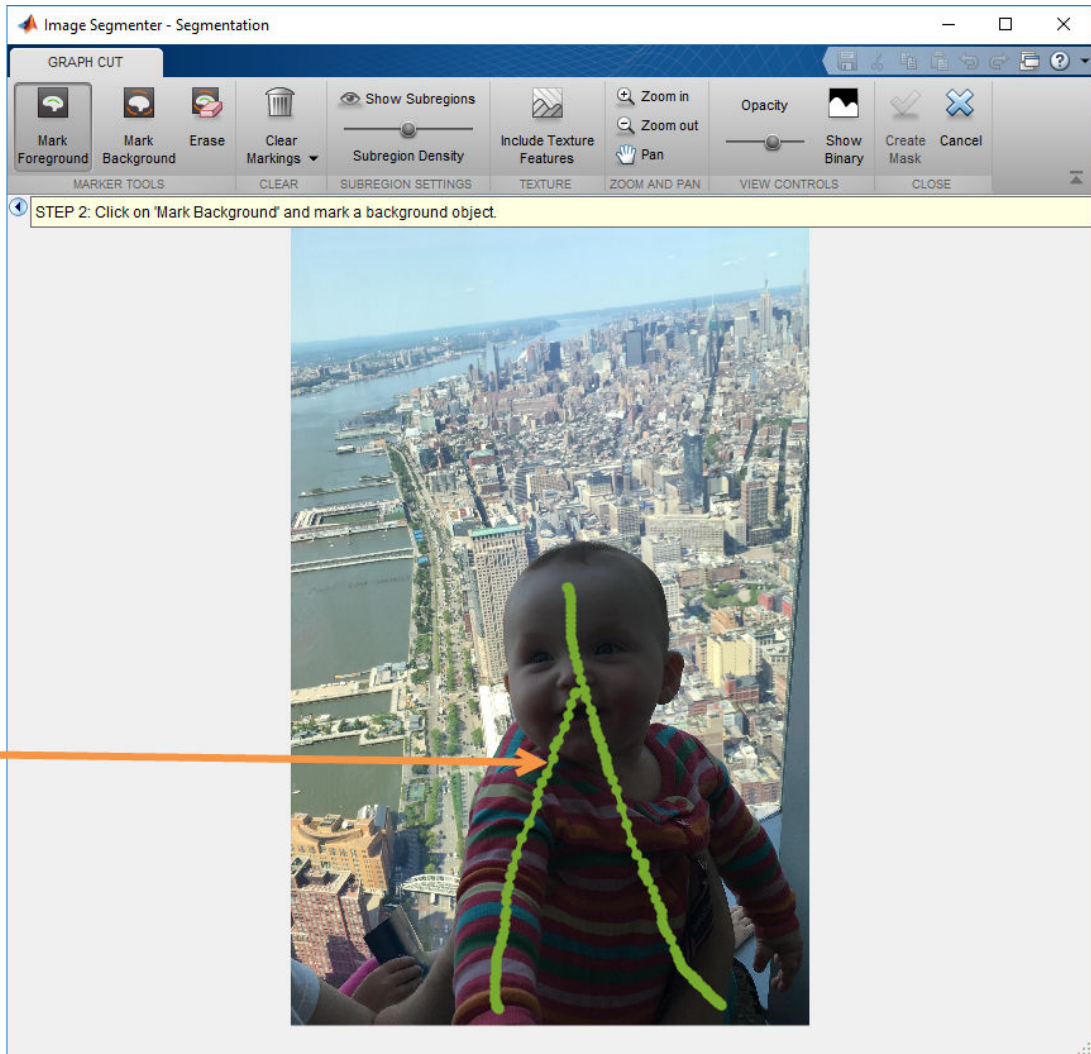 Image Segmenter - Segmentation
GRAPH CUT
Mark Foreground
Mark Background
Erase
Clear Markings
Show Subregions
Subregion Density
Include Texture Features
Zoom in
Zoom out
Pan
Opacity
Show Binary
Create Mask
Cancel
MARKER TOOLS
CLEAR
SUBREGION SETTINGS
TEXTURE
ZOOM AND PAN
VIEW CONTROLS
CLOSE
STEP 2: Click on 'Mark Background' and mark a background object.